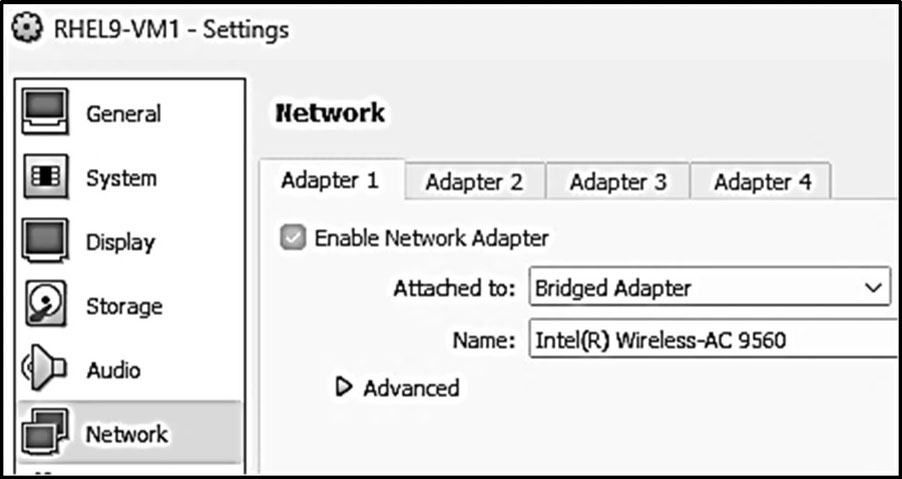 RHEL9-VM1 - Settings
General
System
Display
Storage
Audio
Network
Network
Adapter 1
Adapter 2
Adapter 3
Adapter 4
Enable Network Adapter
Attached to: Bridged Adapter
Name: Intel(R) Wireless-AC 9560
Advanced